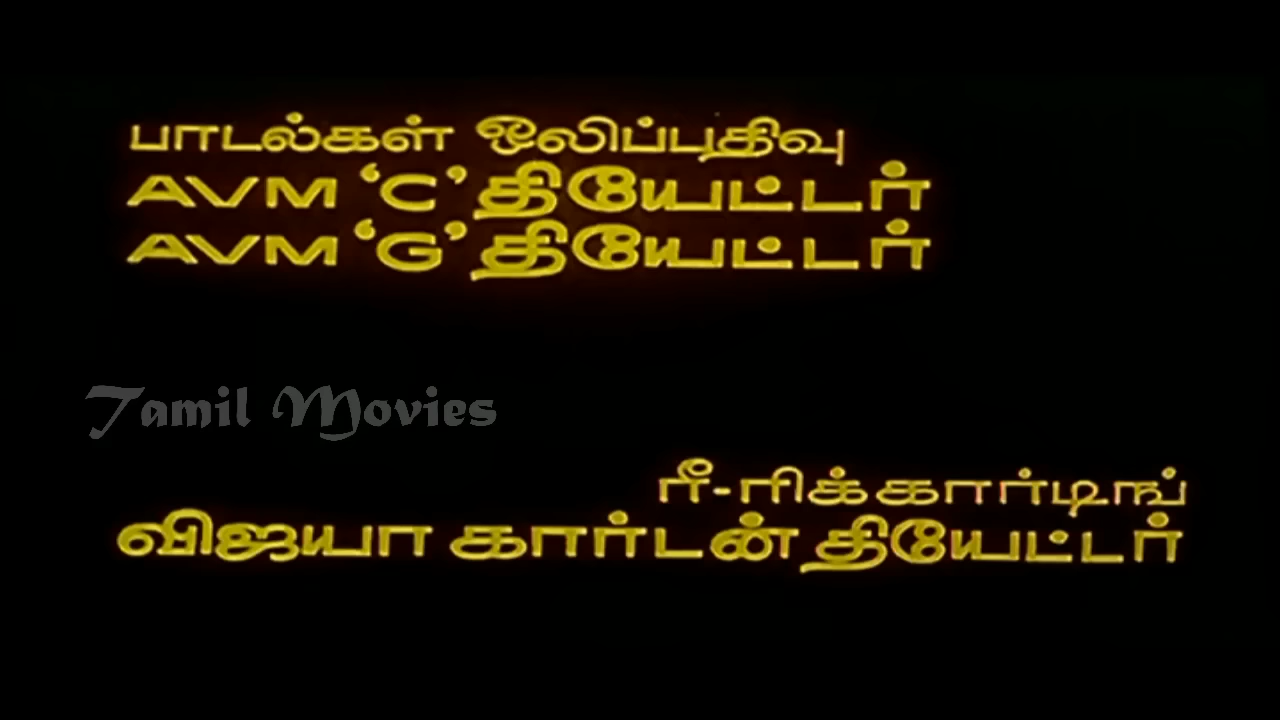 பாடல்கள் ஒலிப்பதிவு
AVM ‘C’ தியேட்டர்
AVM ‘G’ தியேட்டர்
Tamil Movies
ரீ-ரிக்கார்டிங்
விஜயா கார்டன் தியேட்டர்